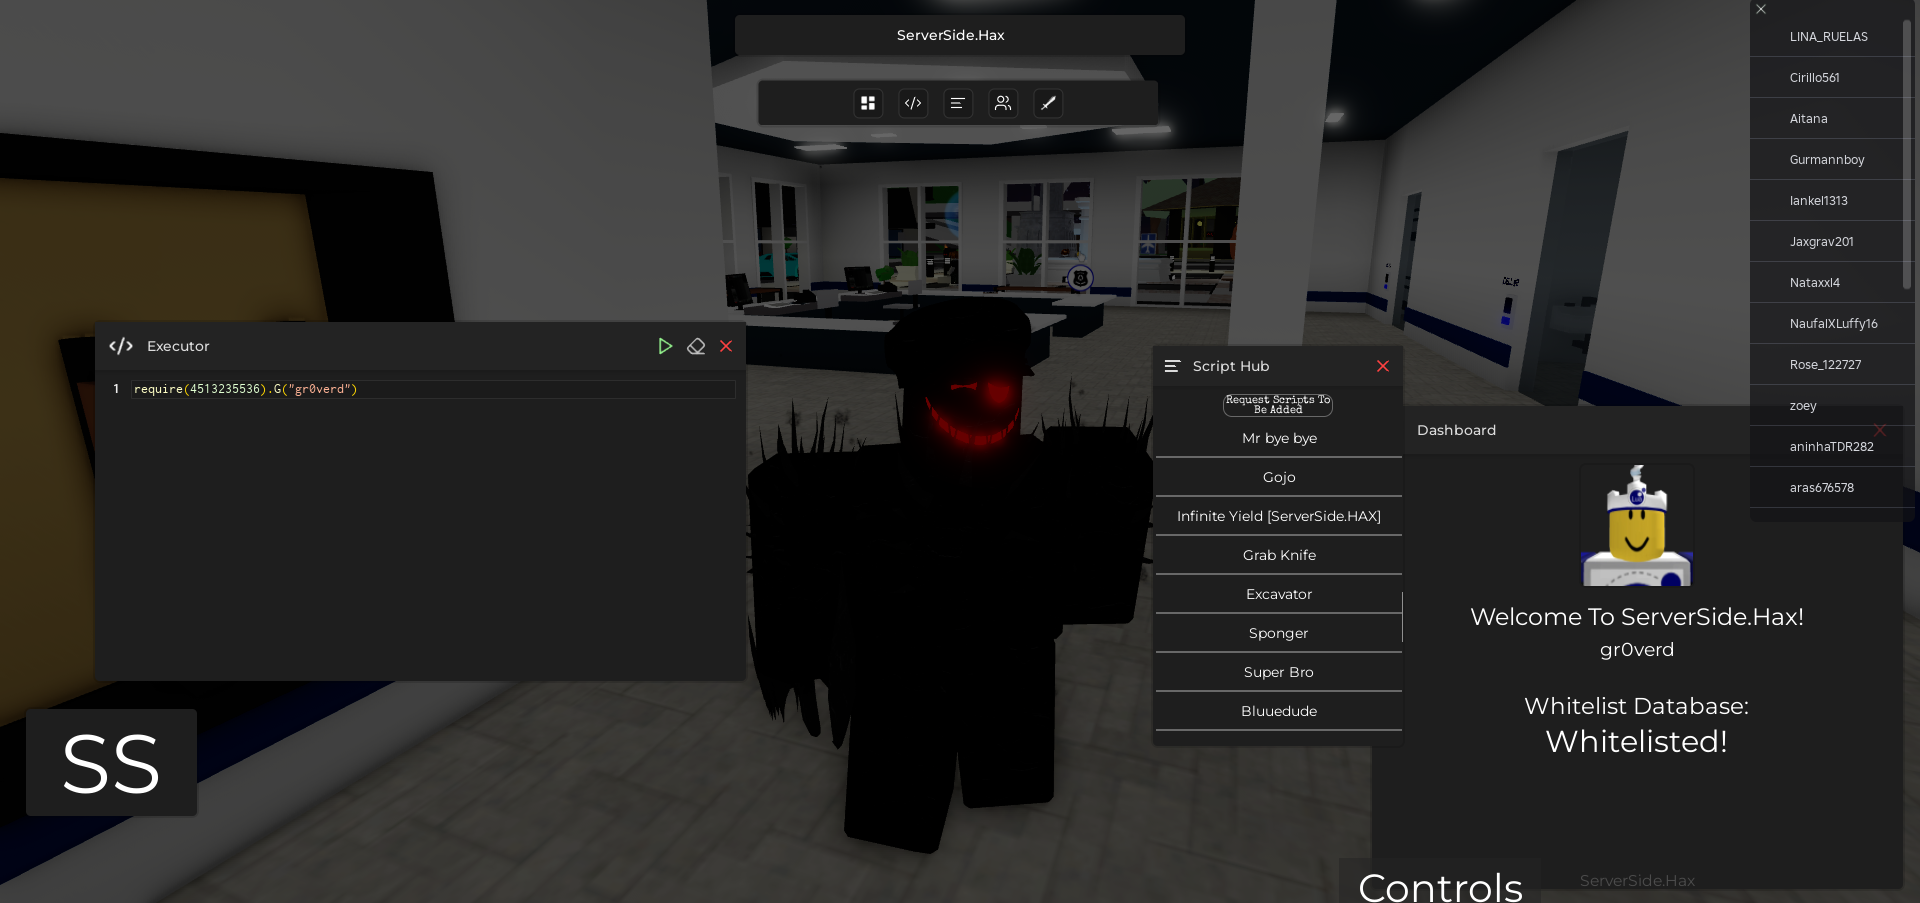 ServerSide.Hax
LINA_RUELAS
Cirillo561
Aitana
Gurmannboy
Iankel1313
Jaxgrav201
Nataxxl4
NaufalXLuffy16
Rose_122727
zoey
aninhaTDR282
aras676578
Executor
1 require(4513235536).G("gr0verd")
Script Hub
Request Scripts To
Be Added
Mr bye bye
Gojo
Infinite Yield [ServerSide.HAX]
Grab Knife
Excavator
Sponger
Super Bro
Bluuedude
Dashboard
Welcome To ServerSide.Hax!
gr0verd
Whitelist Database:
Whitelisted!
ServerSide.Hax
SS
Controls